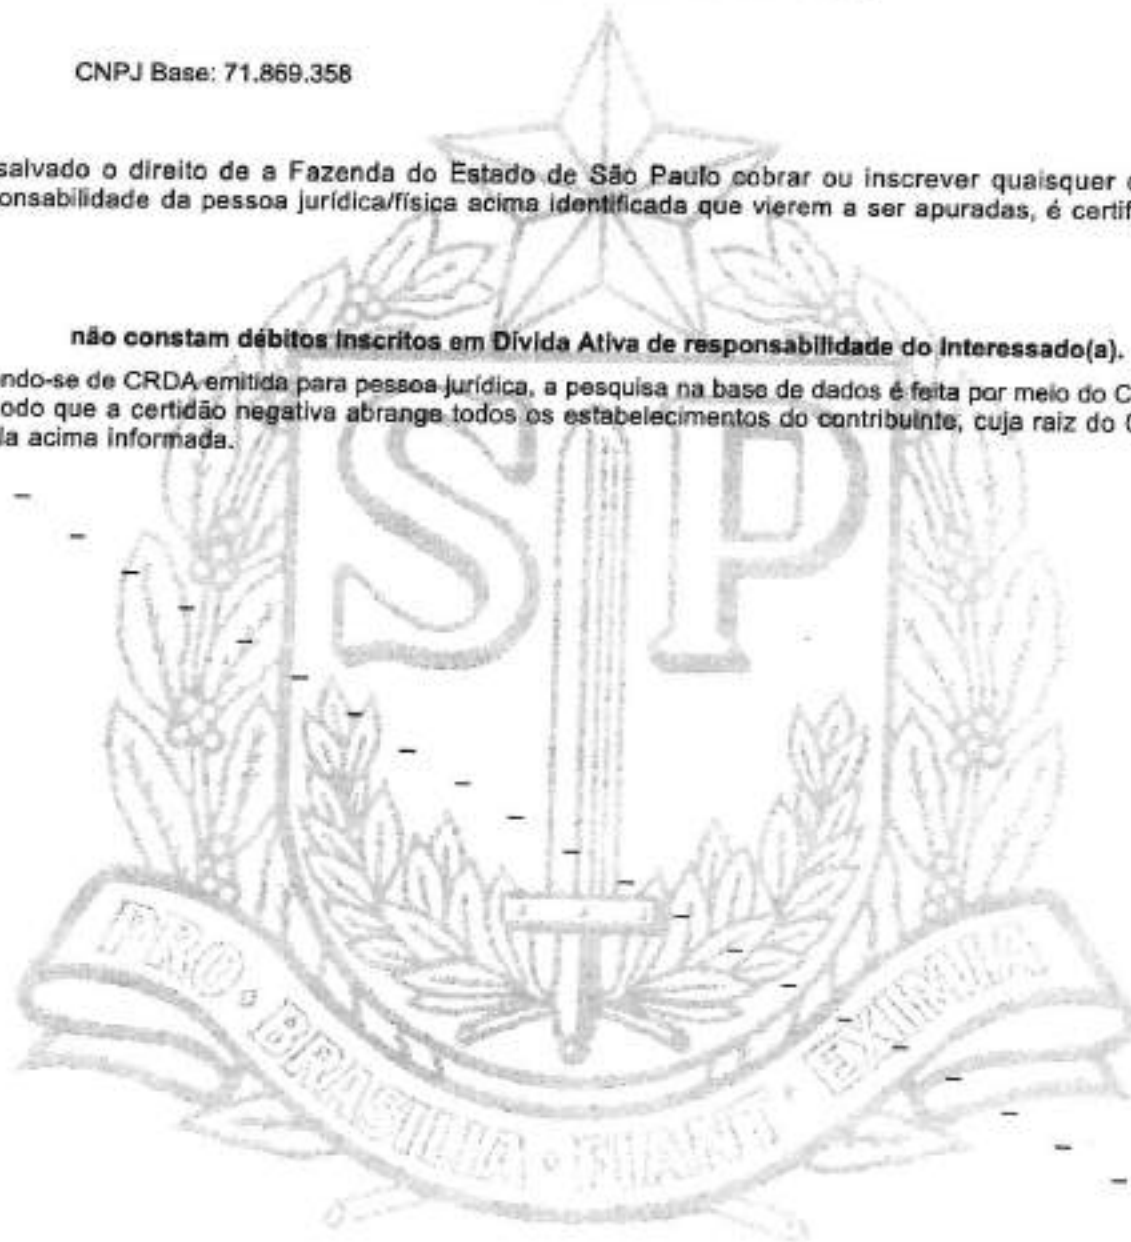 CNPJ Base: 71.869.358
salvado o direito de a Fazenda do Estado de São Paulo cobrar ou inscrever quaisquer
onsabilidade da pessoa jurídica/física acima identificada que vierem a ser apuradas, é certif
não constam débitos inscritos em Dívida Ativa de responsabilidade do Interessado(a).
ndo-se de CRDA emitida para pessoa jurídica, a pesquisa na base de dados é feita por meio do C
odo que a certidão negativa abrange todos os estabelecimentos do contribuinte, cuja raiz do
la acima informada.
SP
PRO · BRASILIA · FIANT · EXIMIA